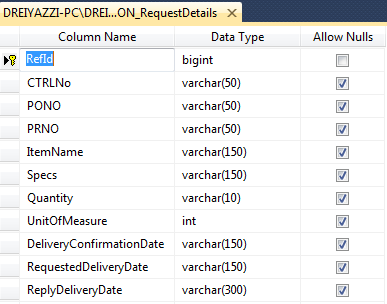 DREIYAZZI-PC\DREI...ON_RequestDetails
Column Name Data Type Allow Nulls
RefId bigint
CTRLNo varchar(50)
PONO varchar(50)
PRNO varchar(50)
ItemName varchar(150)
Specs varchar(150)
Quantity varchar(10)
UnitOfMeasure int
DeliveryConfirmationDate varchar(150)
RequestedDeliveryDate varchar(150)
ReplyDeliveryDate varchar(300)